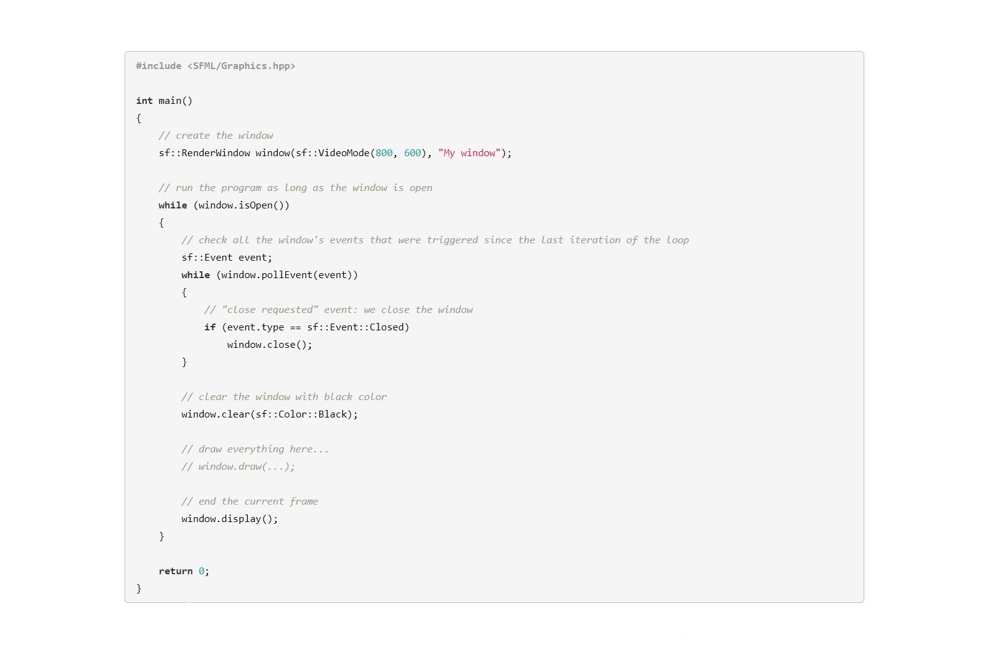 #include <SFML/Graphics.hpp>

int main()
{
    // create the window
    sf::RenderWindow window(sf::VideoMode(800, 600), "My window");

    // run the program as long as the window is open
    while (window.isOpen())
    {
        // check all the window's events that were triggered since the last iteration of the loop
        sf::Event event;
        while (window.pollEvent(event))
        {
            // "close requested" event: we close the window
            if (event.type == sf::Event::Closed)
                window.close();
        }

        // clear the window with black color
        window.clear(sf::Color::Black);

        // draw everything here...
        // window.draw(...);

        // end the current frame
        window.display();
    }

    return 0;
}